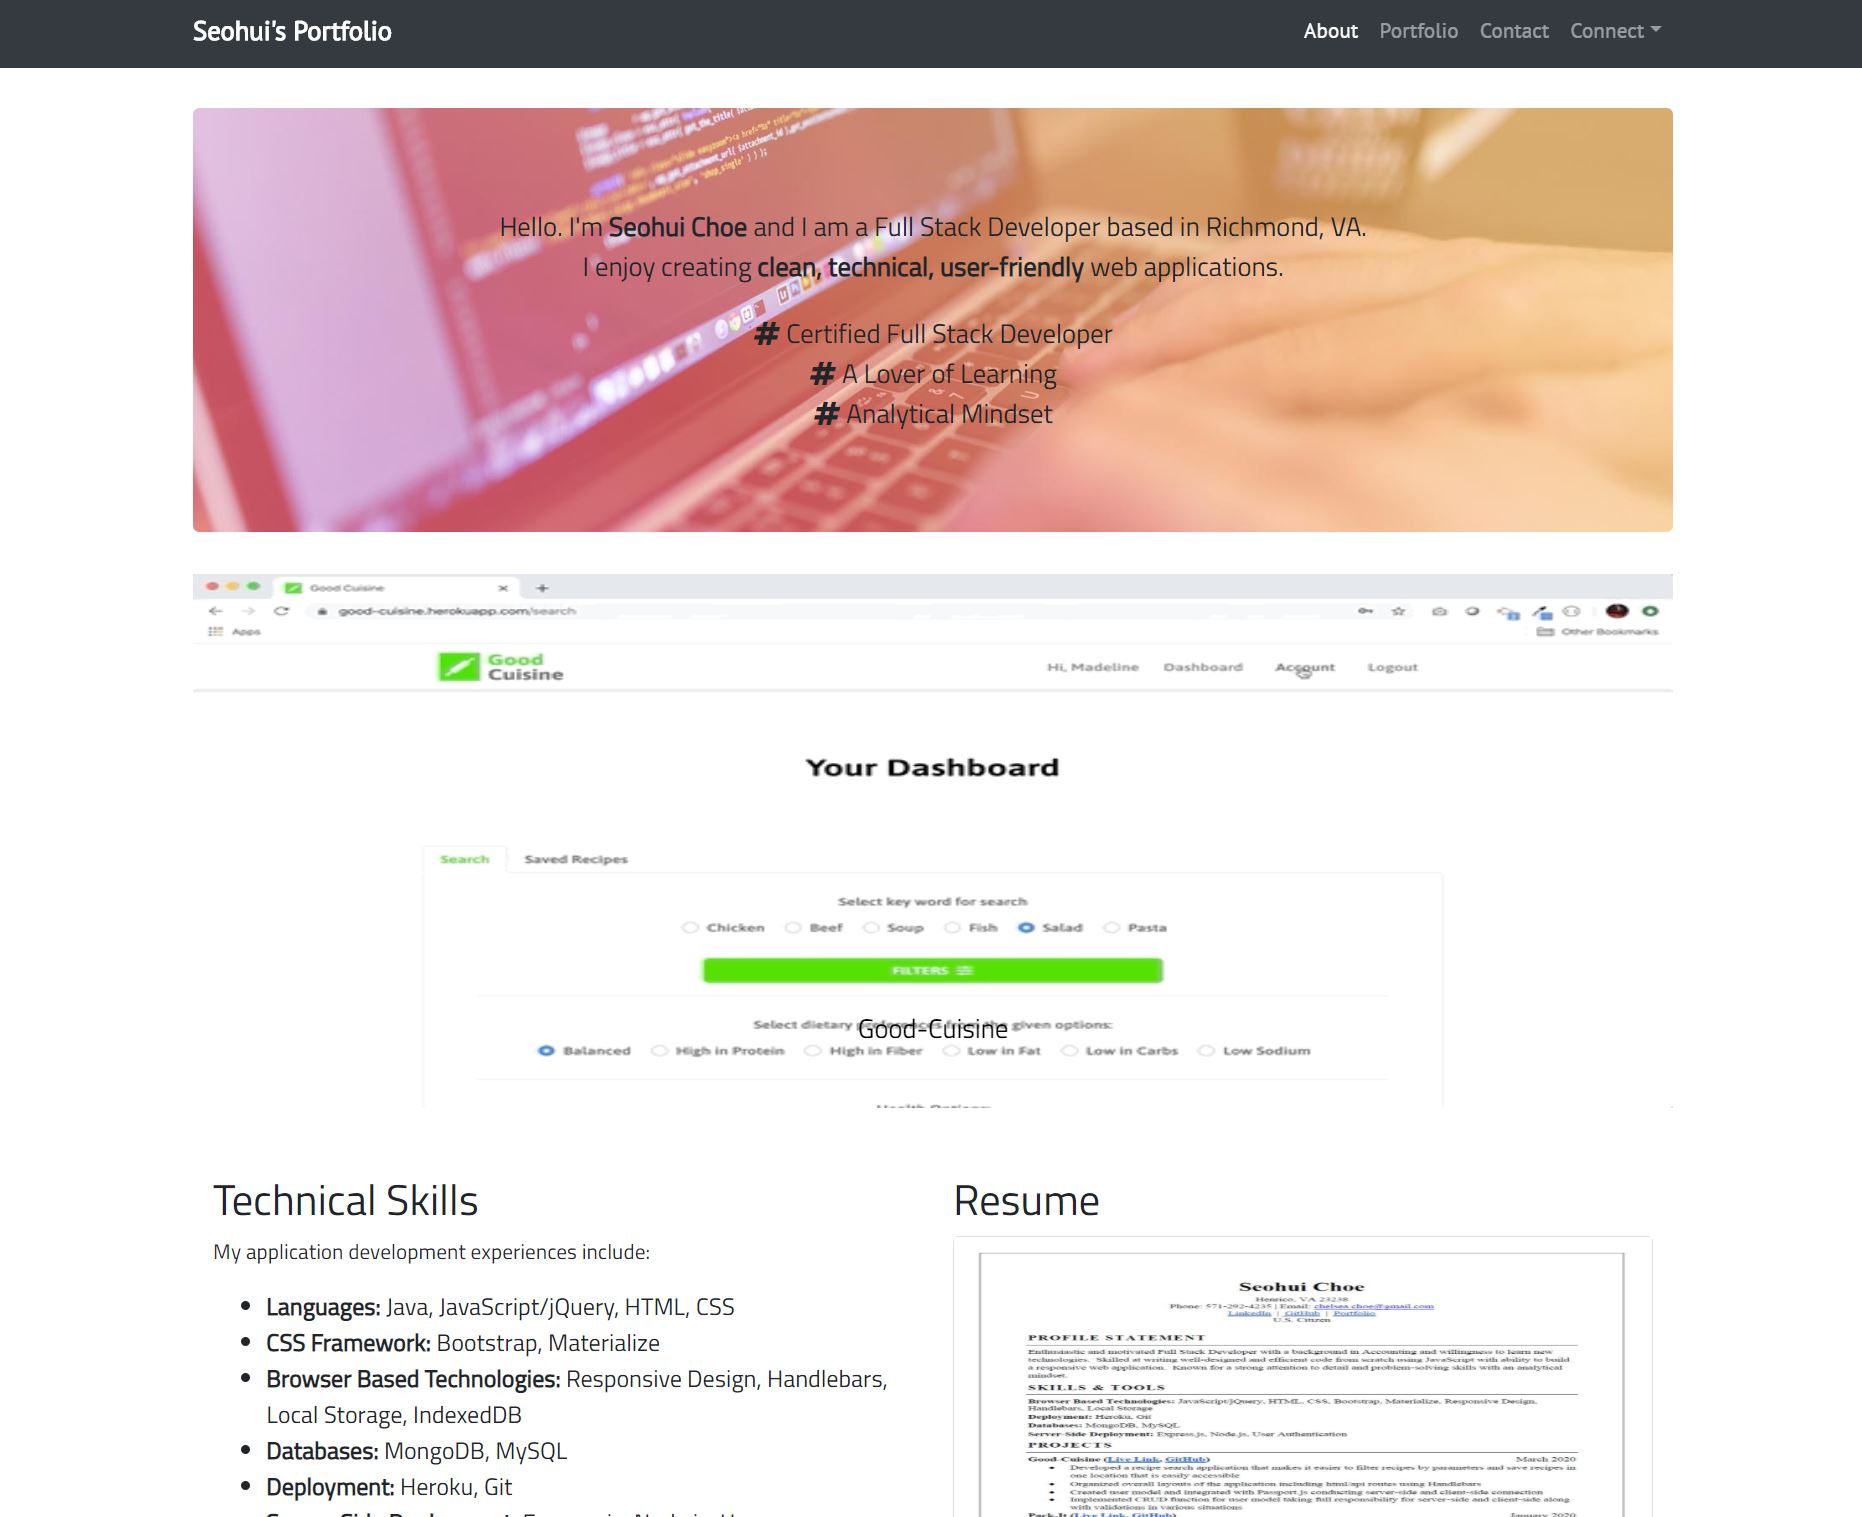 Seohui's Portfolio
About Portfolio Contact Connect
Hello. I'm Seohui Choe and I am a Full Stack Developer based in Richmond, VA.
I enjoy creating clean, technical, user-friendly web applications.
# Certified Full Stack Developer
# A Lover of Learning
# Analytical Mindset
Good Cuisine
good-cuisine.herokuapp.com/search
Apps
Other Bookmarks
Good
Cuisine
Hi, Madeline Dashboard Account Logout
Your Dashboard
Search Saved Recipes
Select key word for search
Chicken Beef Soup Fish Salad Pasta
FILTERS
Select dietary preferences from the given options:
Good-Cuisine
Balanced High in Protein High in Fiber Low in Fat Low in Carbs Low Sodium
Health Options:
Technical Skills
My application development experiences include:
Languages: Java, JavaScript/jQuery, HTML, CSS
CSS Framework: Bootstrap, Materialize
Browser Based Technologies: Responsive Design, Handlebars,
Local Storage, IndexedDB
Databases: MongoDB, MySQL
Deployment: Heroku, Git
Resume
Seohui Choe
Henrico, VA 23238
Phone: 571-292-4235 | Email: chelsea.choe@gmail.com
LinkedIn | GitHub | Portfolio
U.S. Citizen
PROFILE STATEMENT
Enthusiastic and motivated Full Stack Developer with a background in Accounting and willingness to learn new
technologies. Skilled at writing well-designed and efficient code from scratch using JavaScript with ability to build
a responsive web application. Known for a strong attention to detail and problem-solving skills with an analytical
mindset.
SKILLS & TOOLS
Browser Based Technologies: JavaScript/jQuery, HTML, CSS, Bootstrap, Materialize, Responsive Design,
Handlebars, Local Storage
Deployment: Heroku, Git
Databases: MongoDB, MySQL
Server-Side Deployment: Express.js, Node.js, User Authentication
PROJECTS
Good-Cuisine (Live Link, GitHub) March 2020
Developed a recipe search application that makes it easier to filter recipes by parameters and save recipes in
one location that is easily accessible
Organized overall layouts of the application including html/api routes using Handlebars
Created user model and integrated with Passport.js conducting server-side and client-side connection
Implemented CRUD function for user model taking full responsibility for server-side and client-side along
with validations in various situations
Pack-It (Live Link, GitHub) January 2020